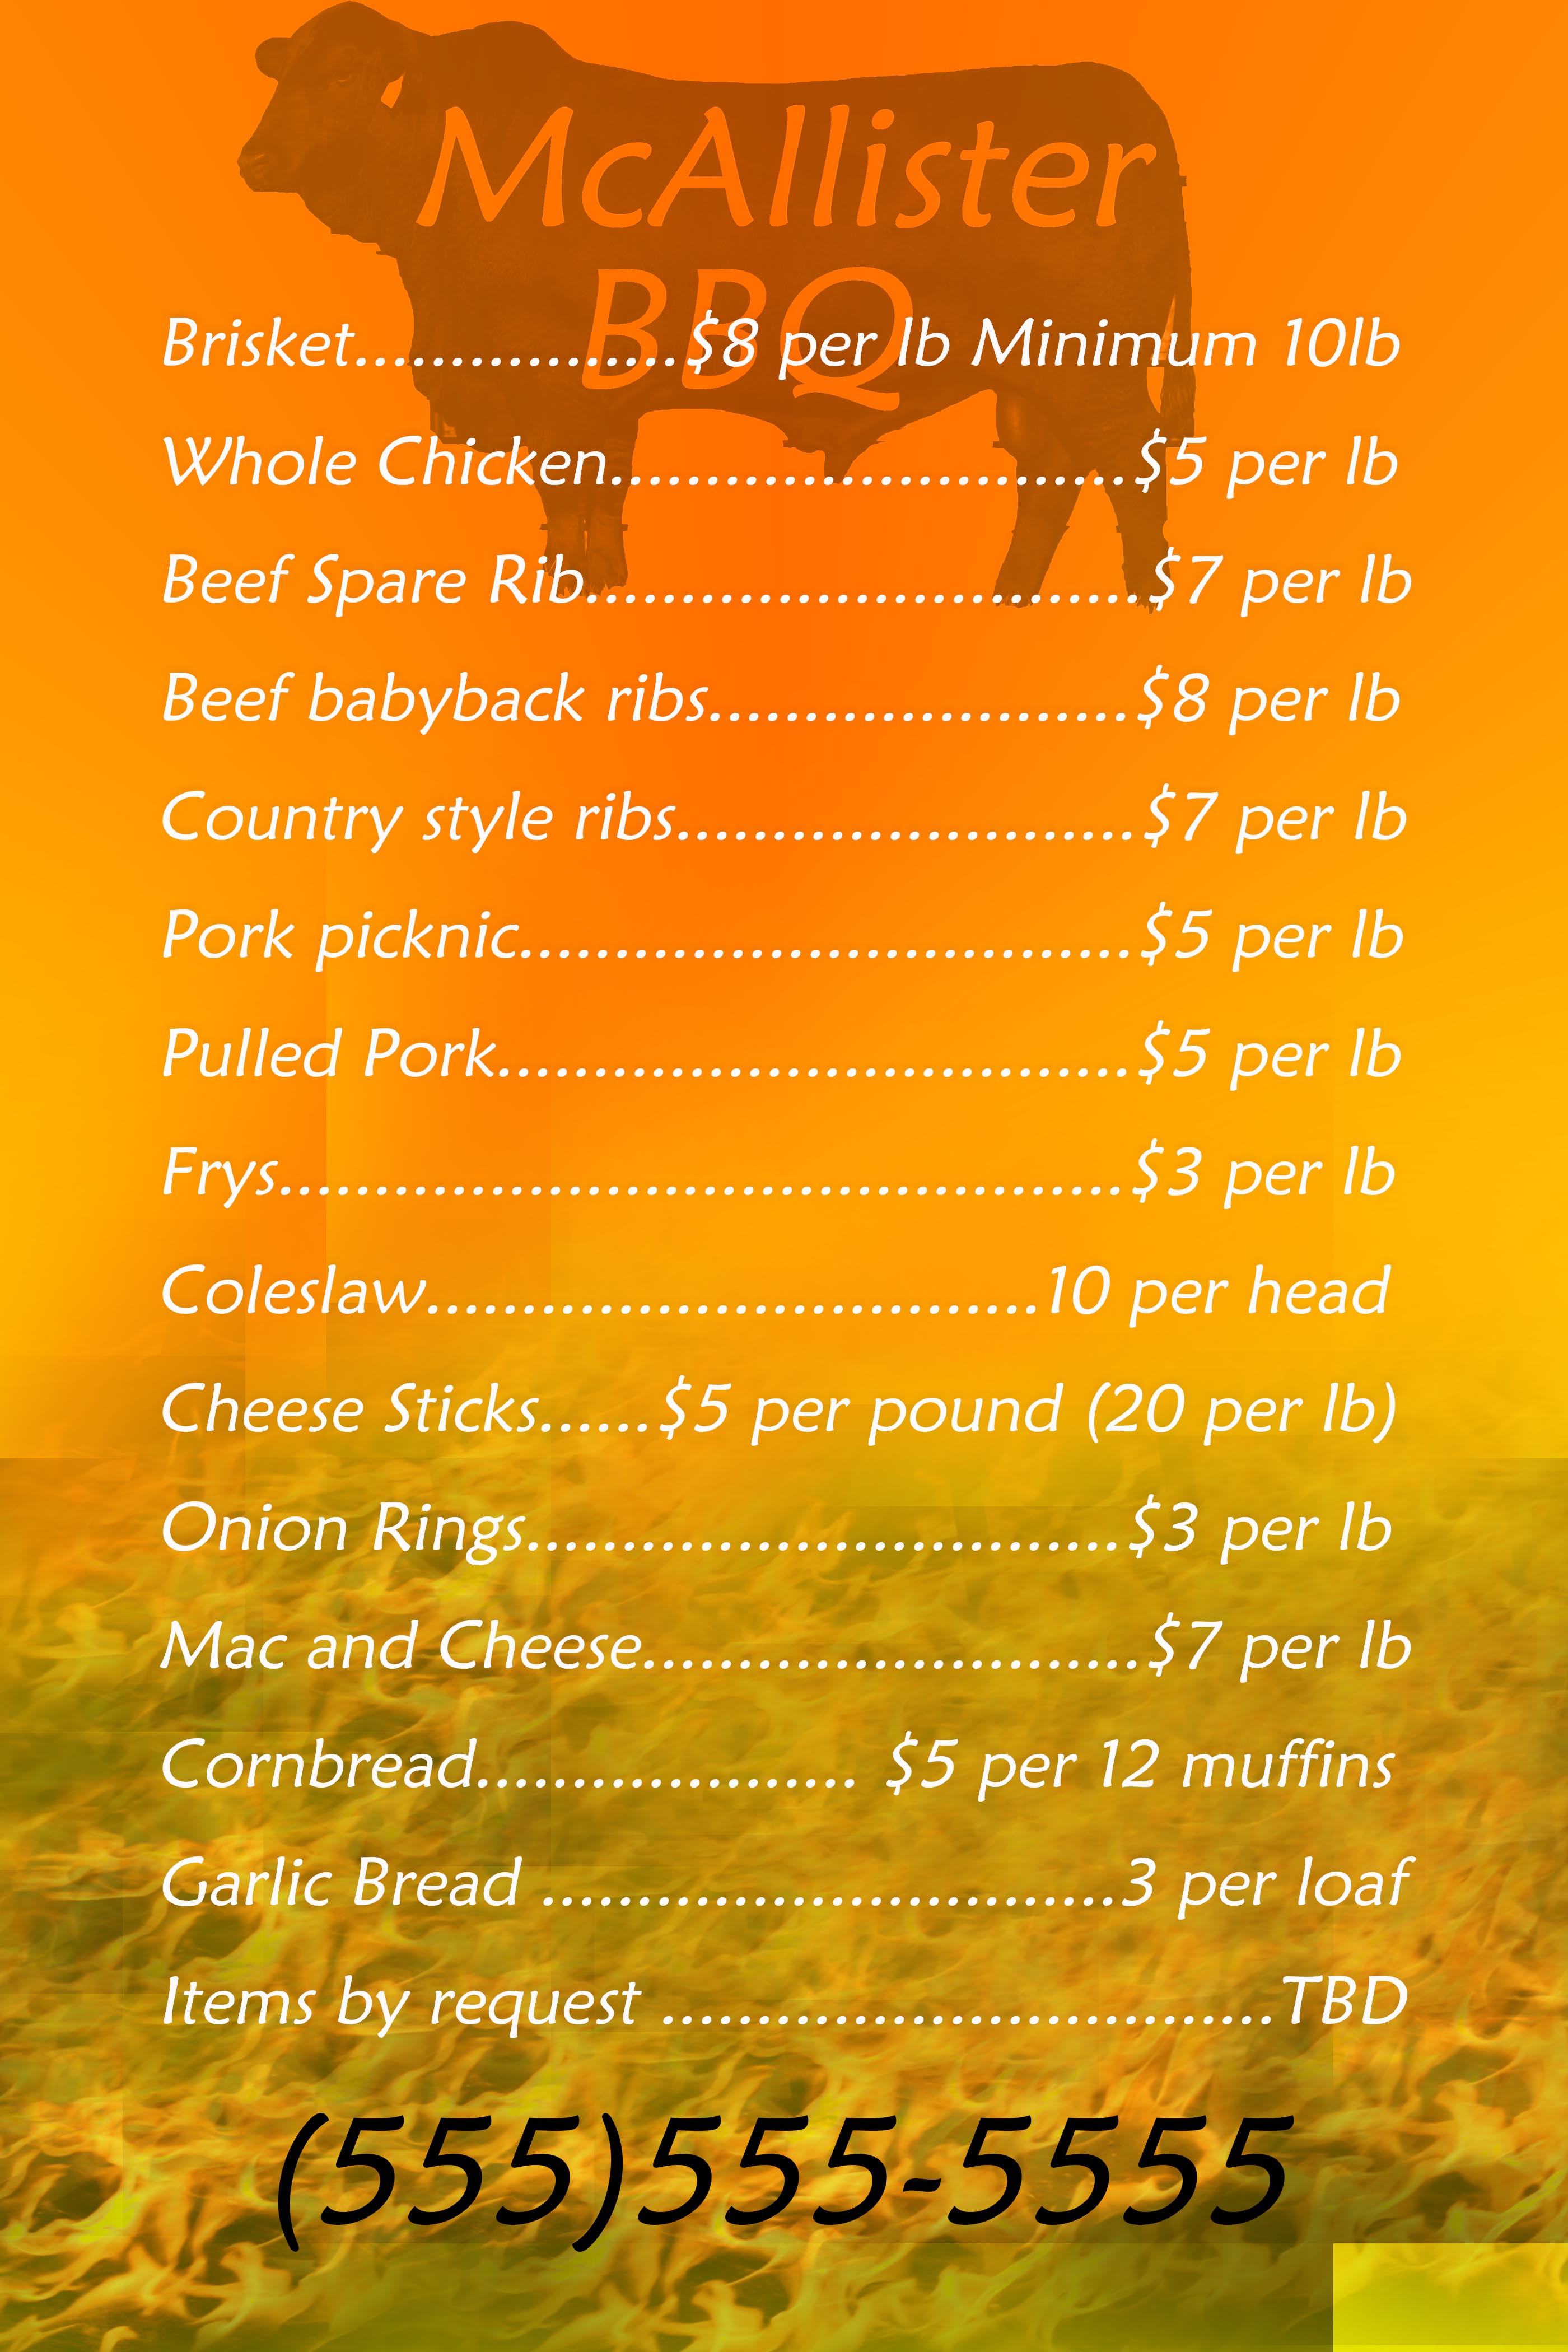 McAllister
BBQ
Brisket.................$8 per lb Minimum 10lb
Whole Chicken...........................$5 per lb
Beef Spare Rib.............................$7 per lb
Beef babyback ribs......................$8 per lb
Country style ribs........................$7 per lb
Pork picknic................................$5 per lb
Pulled Pork.................................$5 per lb
Frys............................................$3 per lb
Coleslaw................................10 per head
Cheese Sticks......$5 per pound (20 per lb)
Onion Rings...............................$3 per lb
Mac and Cheese..........................$7 per lb
Cornbread.................... $5 per 12 muffins
Garlic Bread ..............................3 per loaf
Items by request ................................TBD
(555)555-5555